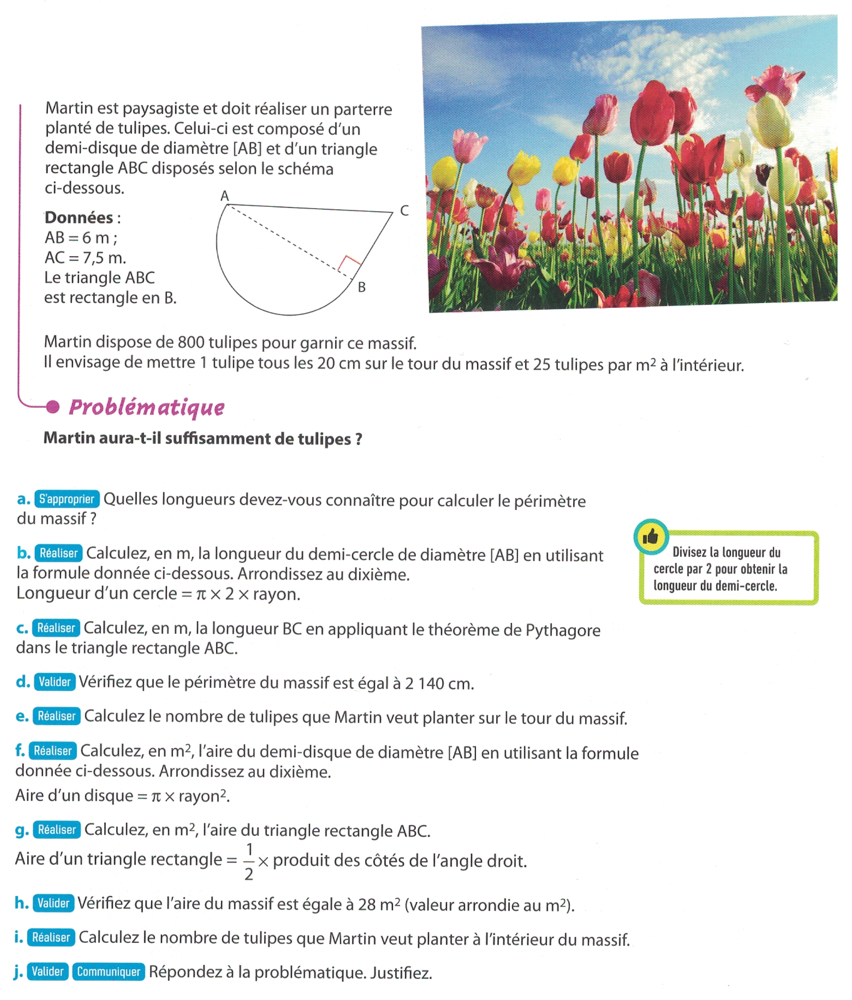 Martin est paysagiste et doit réaliser un parterre
planté de tulipes. Celui-ci est composé d’un
demi-disque de diamètre [AB] et d’un triangle
rectangle ABC disposés selon le schéma
ci-dessous.
Données :
AB = 6 m ;
AC = 7,5 m.
Le triangle ABC
est rectangle en B.
A
C
B
Martin dispose de 800 tulipes pour garnir ce massif.
Il envisage de mettre 1 tulipe tous les 20 cm sur le tour du massif et 25 tulipes par m² à l’intérieur.
Problématique
Martin aura-t-il suffisamment de tulipes ?
a. S’approprier Quelles longueurs devez-vous connaître pour calculer le périmètre
du massif ?
b. Réaliser Calculez, en m, la longueur du demi-cercle de diamètre [AB] en utilisant
la formule donnée ci-dessous. Arrondissez au dixième.
Longueur d’un cercle = π × 2 × rayon.
Divisez la longueur du
cercle par 2 pour obtenir la
longueur du demi-cercle.
c. Réaliser Calculez, en m, la longueur BC en appliquant le théorème de Pythagore
dans le triangle rectangle ABC.
d. Valider Vérifiez que le périmètre du massif est égal à 2 140 cm.
e. Réaliser Calculez le nombre de tulipes que Martin veut planter sur le tour du massif.
f. Réaliser Calculez, en m², l’aire du demi-disque de diamètre [AB] en utilisant la formule
donnée ci-dessous. Arrondissez au dixième.
Aire d’un disque = π × rayon².
g. Réaliser Calculez, en m², l’aire du triangle rectangle ABC.
Aire d’un triangle rectangle = 1/2 × produit des côtés de l’angle droit.
h. Valider Vérifiez que l’aire du massif est égale à 28 m² (valeur arrondie au m²).
i. Réaliser Calculez le nombre de tulipes que Martin veut planter à l’intérieur du massif.
j. Valider Communiquer Répondez à la problématique. Justifiez.